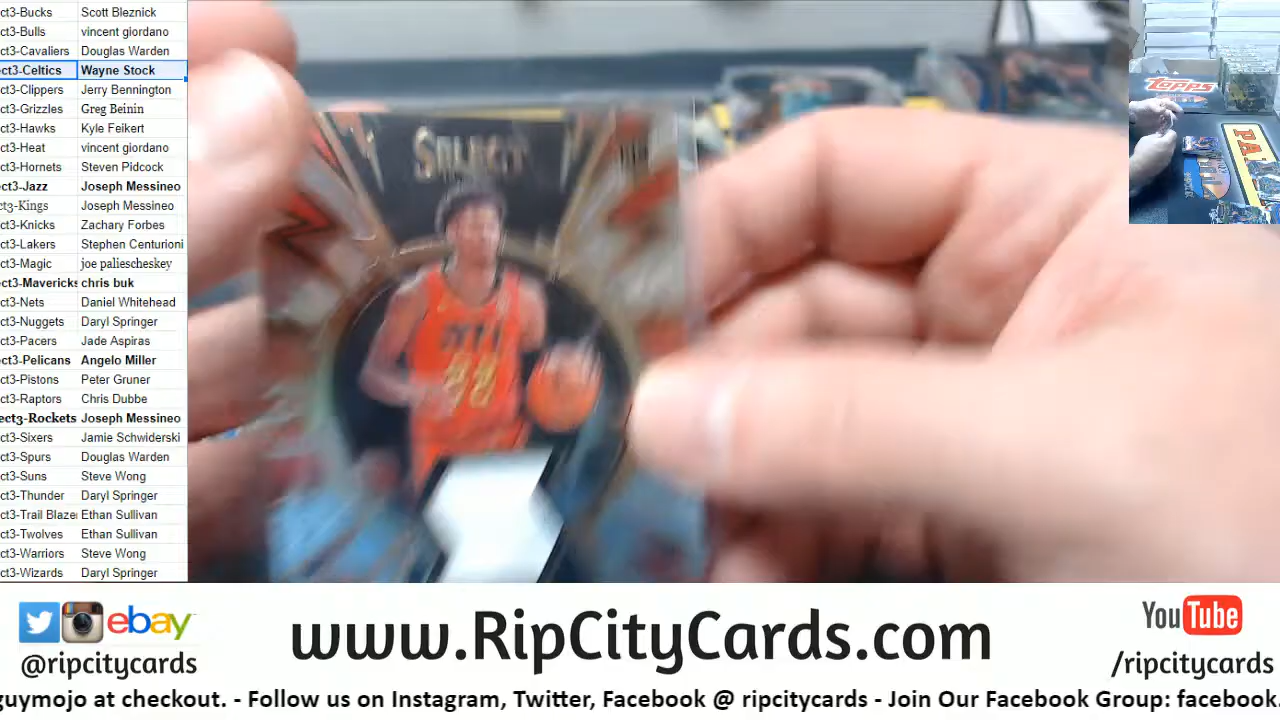 ct3-Bucks Scott Bleznick
ct3-Bulls vincent giordano
ct3-Cavaliers Douglas Warden
ect3-Celtics Wayne Stock
ct3-Clippers Jerry Bennington
ct3-Grizzles Greg Beinin
ct3-Hawks Kyle Feikert
ct3-Heat vincent giordano
ct3-Hornets Steven Pidcock
ect3-Jazz Joseph Messineo
ct3-Kings Joseph Messineo
ct3-Knicks Zachary Forbes
ct3-Lakers Stephen Centurioni
ct3-Magic joe paliescheskey
ect3-Mavericks chris buk
ct3-Nets Daniel Whitehead
ct3-Nuggets Daryl Springer
ct3-Pacers Jade Aspiras
ect3-Pelicans Angelo Miller
ct3-Pistons Peter Gruner
ct3-Raptors Chris Dubbe
ect3-Rockets Joseph Messineo
ct3-Sixers Jamie Schwiderski
ct3-Spurs Douglas Warden
ct3-Suns Steve Wong
ct3-Thunder Daryl Springer
ct3-Trail Blaze Ethan Sullivan
ct3-Twolves Ethan Sullivan
ct3-Warriors Steve Wong
ct3-Wizards Daryl Springer
SELECT
Topps
ebay
@ripcitycards
www.RipCityCards.com
YouTube
/ripcitycards
guymojo at checkout. - Follow us on Instagram, Twitter, Facebook @ ripcitycards - Join Our Facebook Group: facebook.